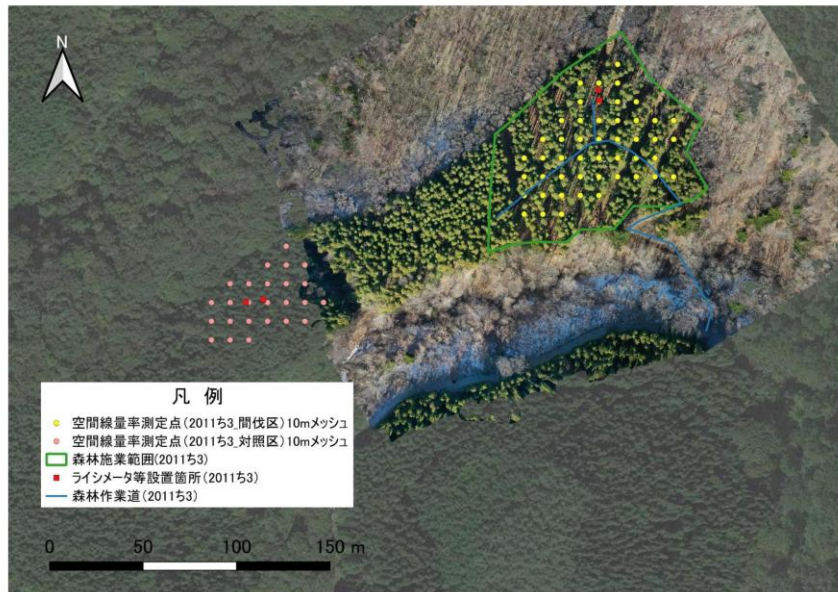 N
凡 例
空間線量率測定点(2011ち3_間伐区)10mメッシュ
空間線量率測定点(2011ち3_対照区)10mメッシュ
森林施業範囲(2011ち3)
ライシメータ等設置箇所(2011ち3)
森林作業道(2011ち3)
0 50 100 150 m